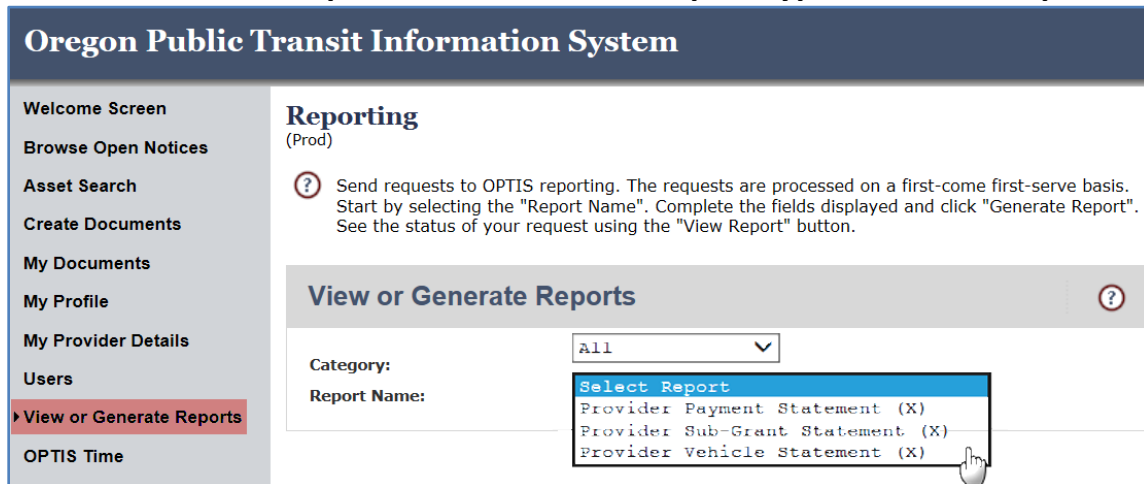 Oregon Public Transit Information System
Welcome Screen
Browse Open Notices
Asset Search
Create Documents
My Documents
My Profile
My Provider Details
Users
View or Generate Reports
OPTIS Time
Reporting
(Prod)
Send requests to OPTIS reporting. The requests are processed on a first-come first-serve basis.
Start by selecting the "Report Name". Complete the fields displayed and click "Generate Report".
See the status of your request using the "View Report" button.
View or Generate Reports
Category:
All
Report Name:
Select Report
Provider Payment Statement (X)
Provider Sub-Grant Statement (X)
Provider Vehicle Statement (X)